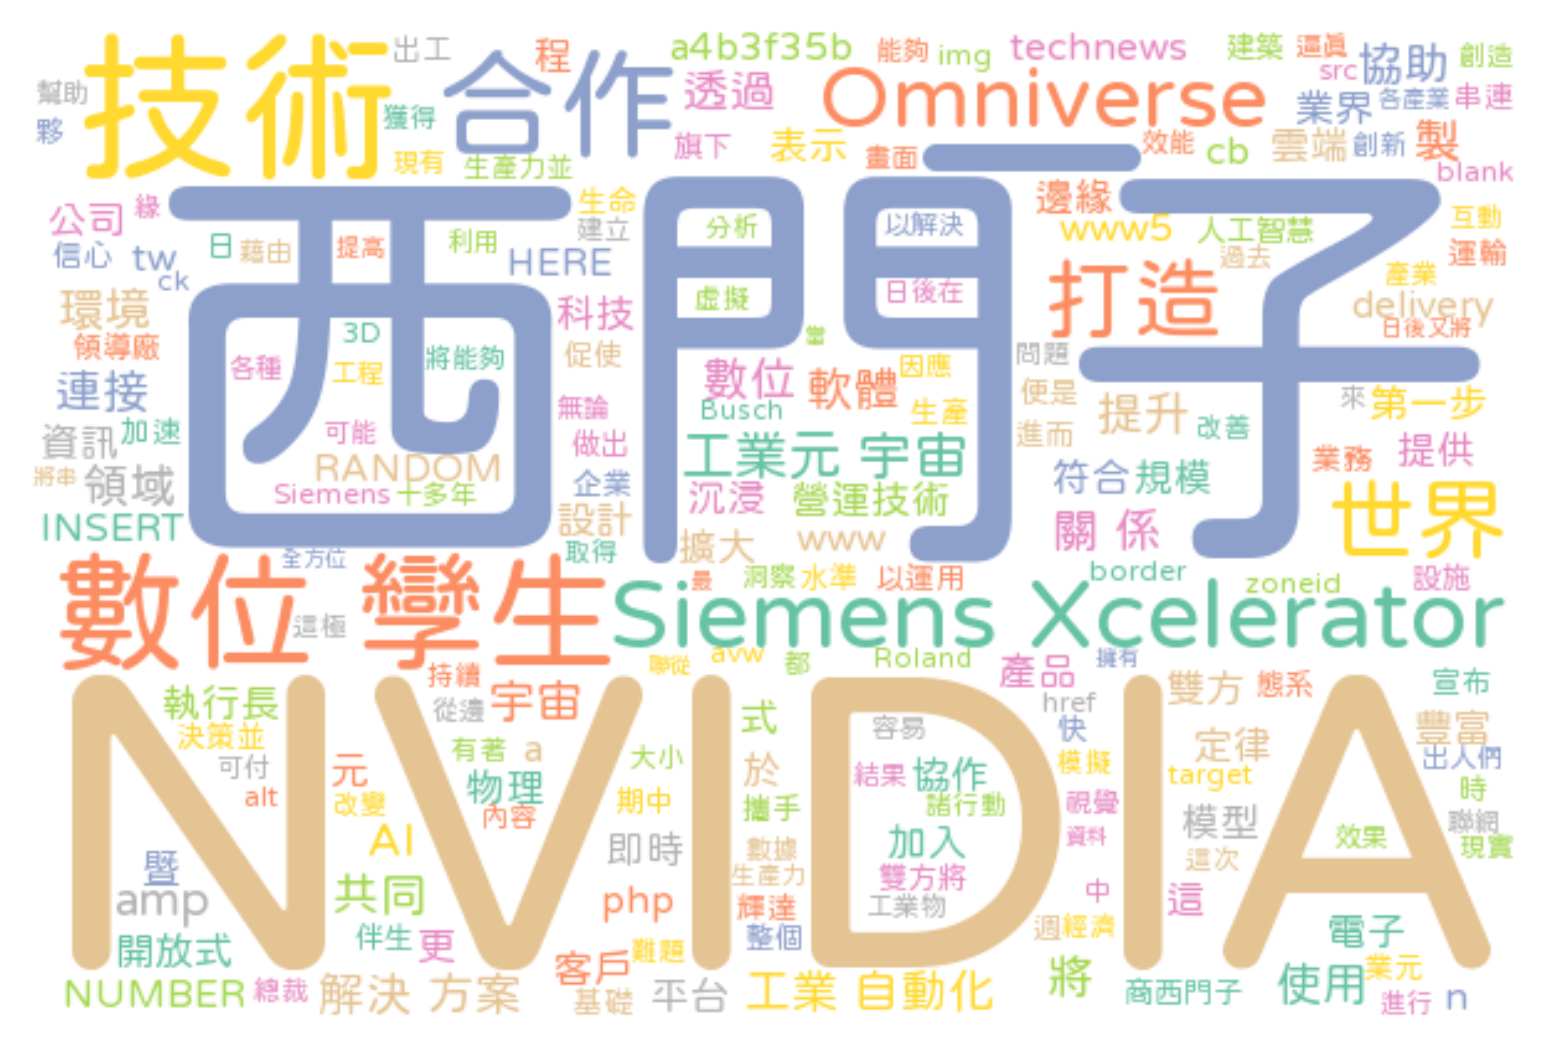 出工
程
a4b3f35b
能夠
img
technews
建築
逼真
src
協助
創造
幫助
技術
合作
透過
Omniverse
業界
各產業
串連
夥
獲得
旗下
表示
畫面
效能
cb
雲端
創新
製
現有
生產力並
blank
公司
緣
生命
邊緣
互動
信心
tw
日
藉由
提高
利用
建立
分析
以解決
www5
人工智慧
運輸
ck
HERE
過去
西門子
產業
環境
虛擬
日後在
打造
delivery
3D
科技
日後又將
領導廠
各種
工程
將能夠
促使
當
因應
問題
連接
數位
軟體
便是
來
第一步
無論
Busch
生產
提升
資訊
加速
可能
做出
進而
改善
RANDOM
工業元 宇宙
業務
提供
將串
領域
Siemens
十多年
企業
沉浸
營運技術
符合
規模
INSERT
設計
關 係
世界
取得
擴大
www
全方位
最
洞察
水準
以運用
border
zoneid
設施
數位 孿生
Siemens Xcelerator
這極
聯從
avw
都
Roland
產品
擁有
持續
雙方
態系
宣布
執行長
從邊
宇宙
式
href
快
豐富
決策並
有著
a
大小
容易
定律
出人們
可付
元
物理
於
結果
協作
模擬
target
時
alt
改變
內容
期中
攜手
諸行動
視覺
模型
聯網
NVIDIA
AI
即時
數據
加入
資料
這次
效果
現實
暨
生產力
雙方將
中
amp
共同
php
輝達
工業物
這
開放式
伴生
更
整個
週
經濟
電子
客戶
難題
將
使用
業元
NUMBER
總裁
解決 方案
基礎
平台
工業 自動化
商西門子
進行
n